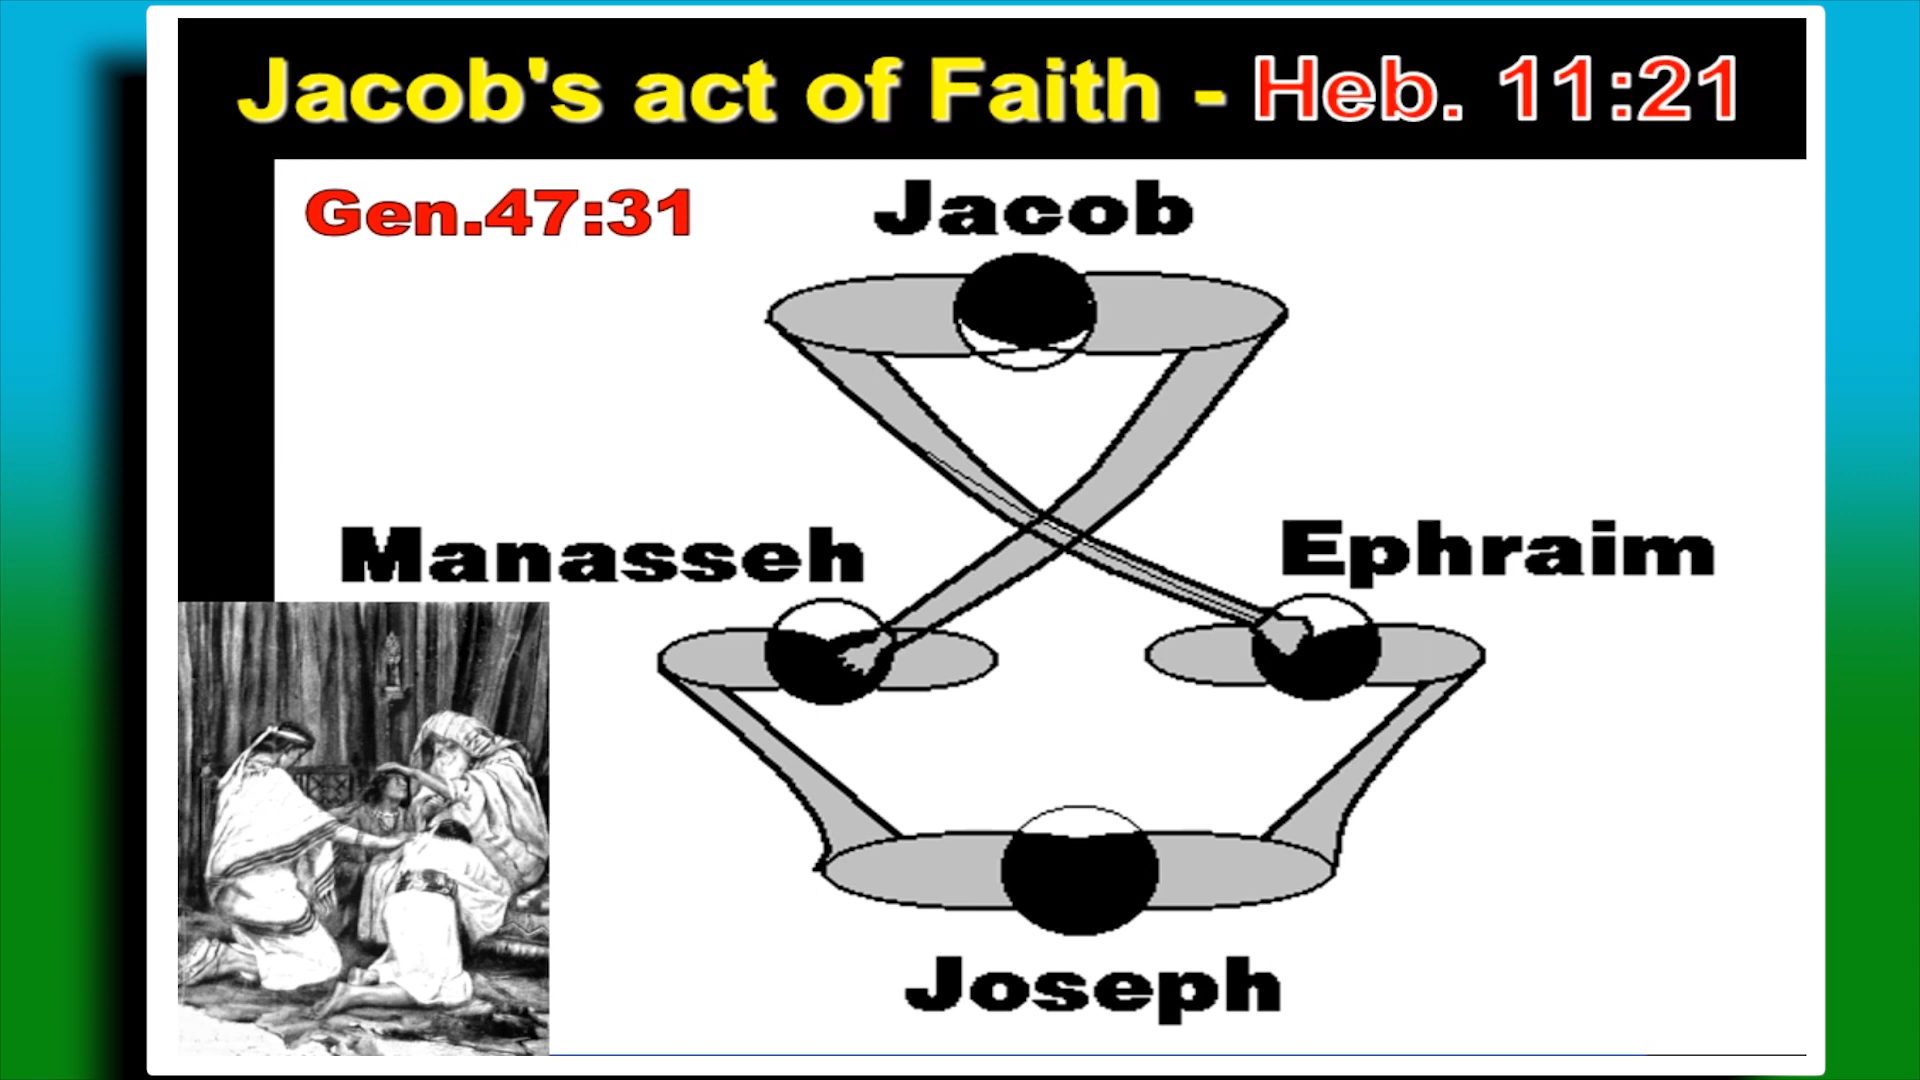 Jacob's act of Faith - Heb. 11:21
Gen.47:31
Jacob
Manasseh
Ephraim
Joseph